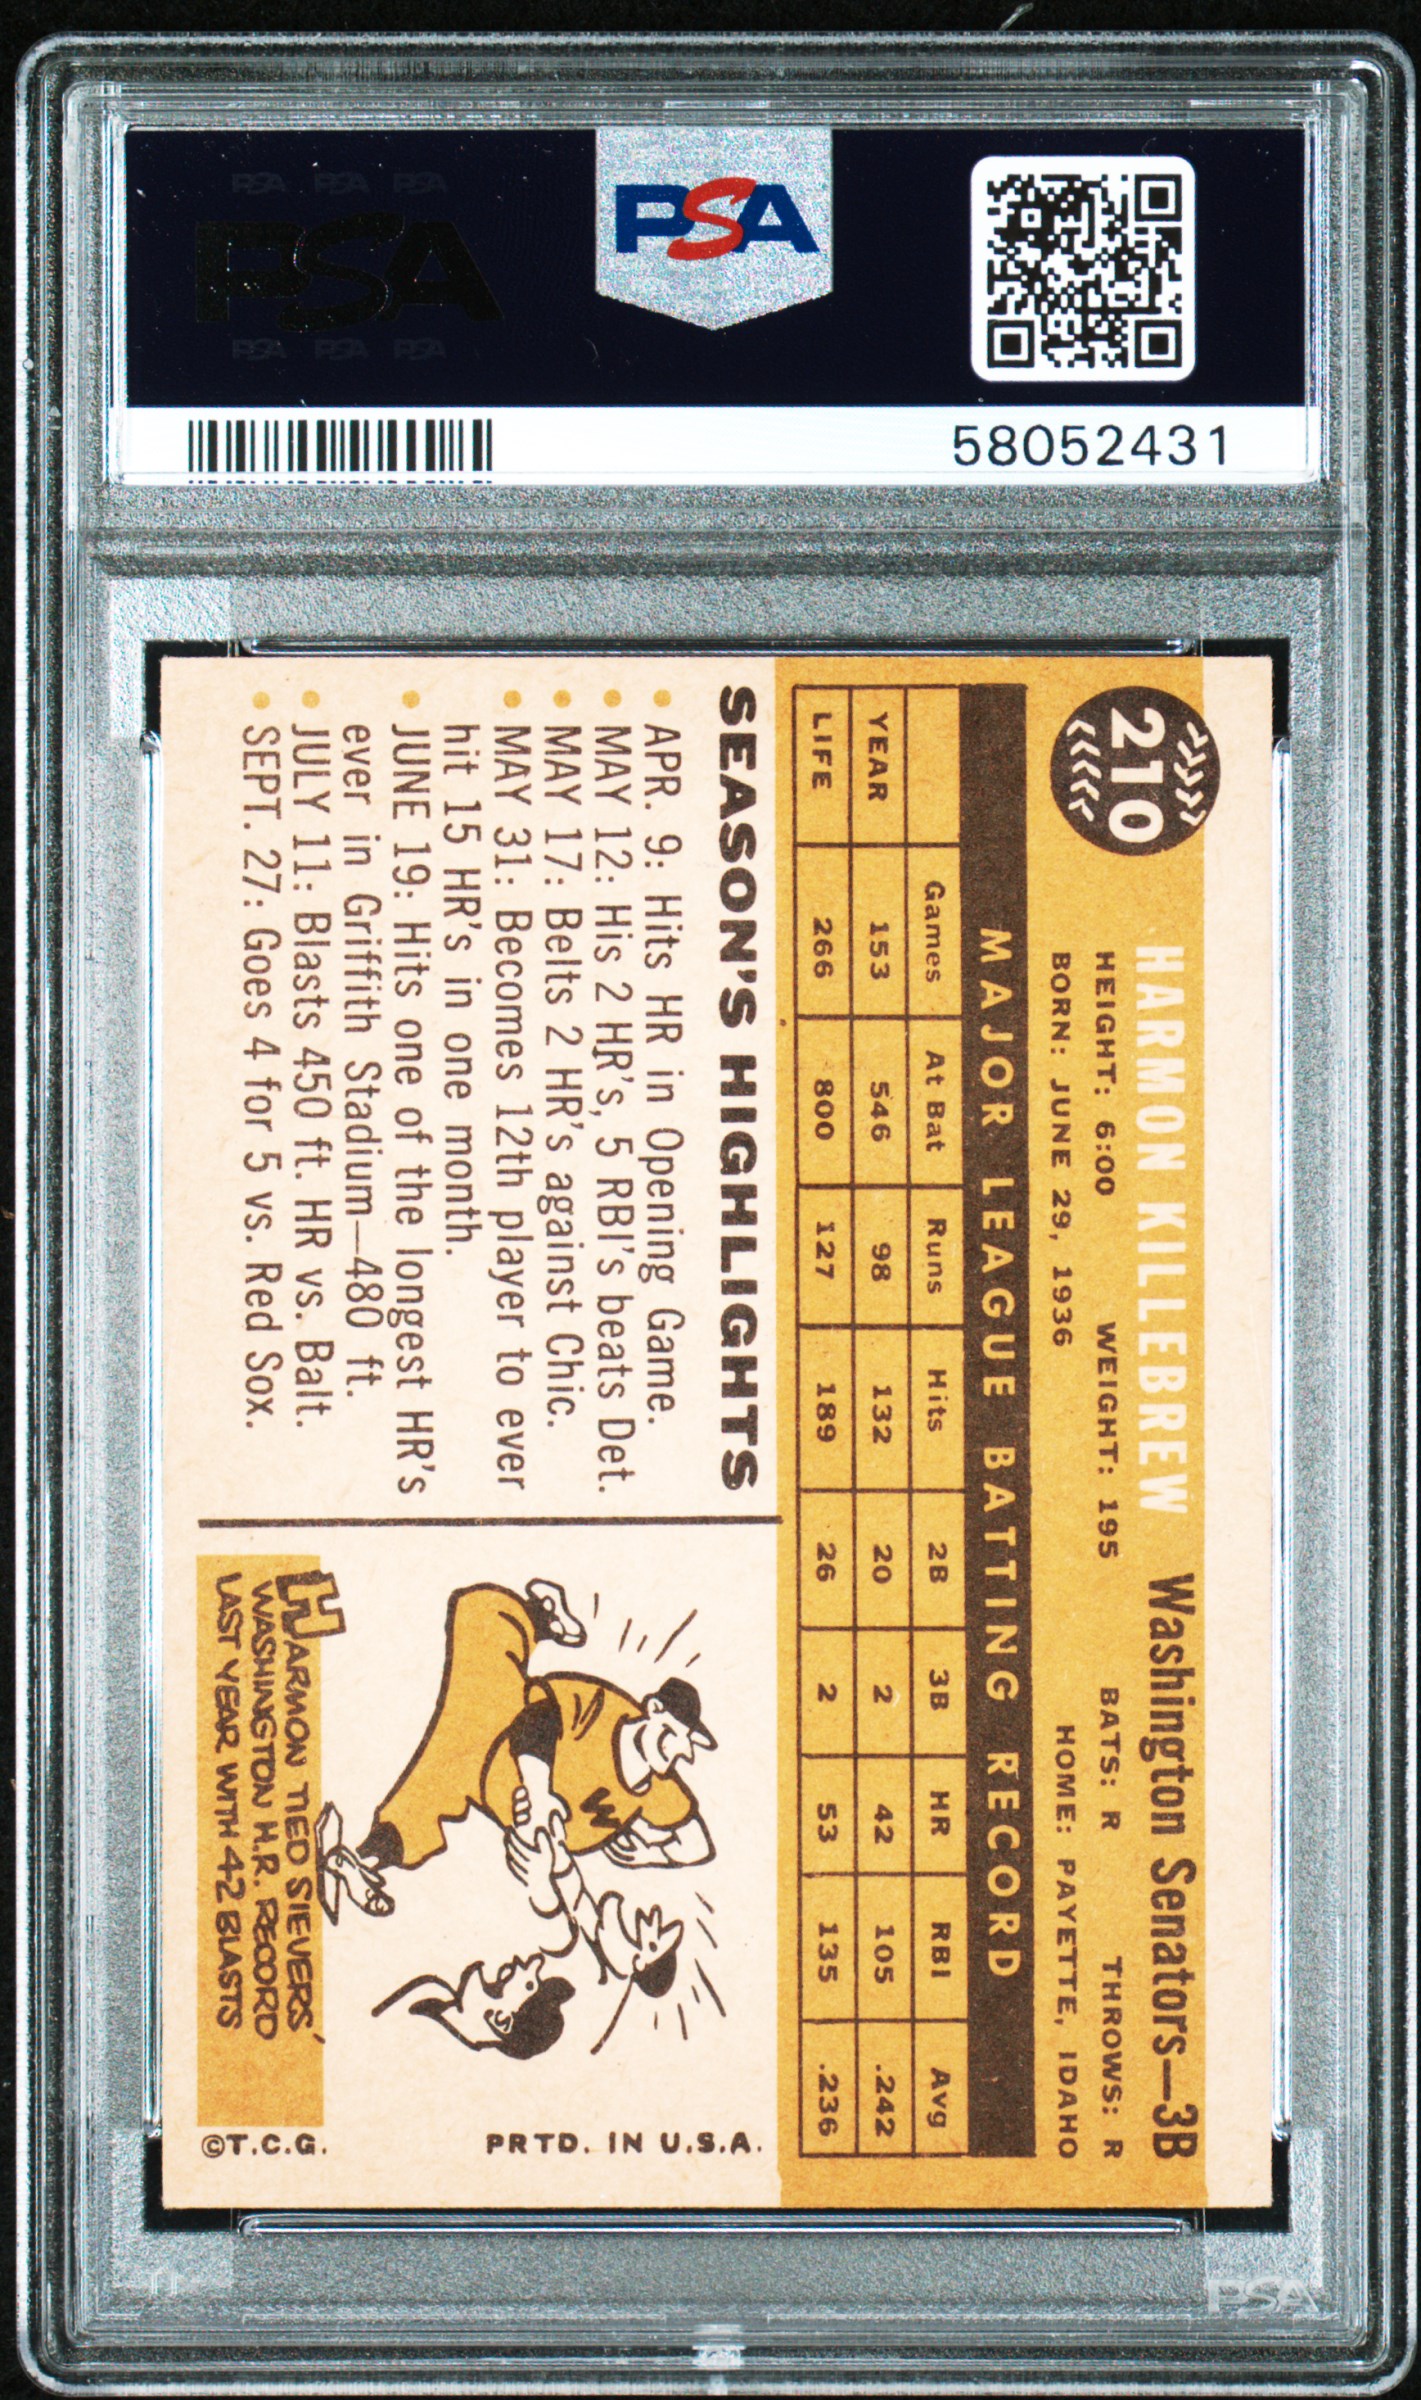 PSA PSA PSA
PSA
PSA PSA PSA
PSA
58052431
210
HARMON KILLEBREW Washington Senators—3B
HEIGHT: 6:00 WEIGHT: 195 BATS: R THROWS: R
BORN: JUNE 29, 1936 HOME: PAYETTE, IDAHO
MAJOR LEAGUE BATTING RECORD
Games At Bat Runs Hits 2B 3B HR RBI Avg
YEAR 153 546 98 132 20 2 42 105 .242
LIFE 266 800 127 189 26 2 53 135 .236
SEASON'S HIGHLIGHTS
• APR. 9: Hits HR in Opening Game.
• MAY 12: His 2 HR's, 5 RBI's beats Det.
• MAY 17: Belts 2 HR's against Chic.
• MAY 31: Becomes 12th player to ever
hit 15 HR's in one month.
• JUNE 19: Hits one of the longest HR's
ever in Griffith Stadium—480 ft.
• JULY 11: Blasts 450 ft. HR vs. Balt.
• SEPT. 27: Goes 4 for 5 vs. Red Sox.
W
HARMON TIED SIEVERS'
WASHINGTON H.R. RECORD
LAST YEAR WITH 42 BLASTS
PRTD. IN U.S.A.
©T.C.G.
PSA